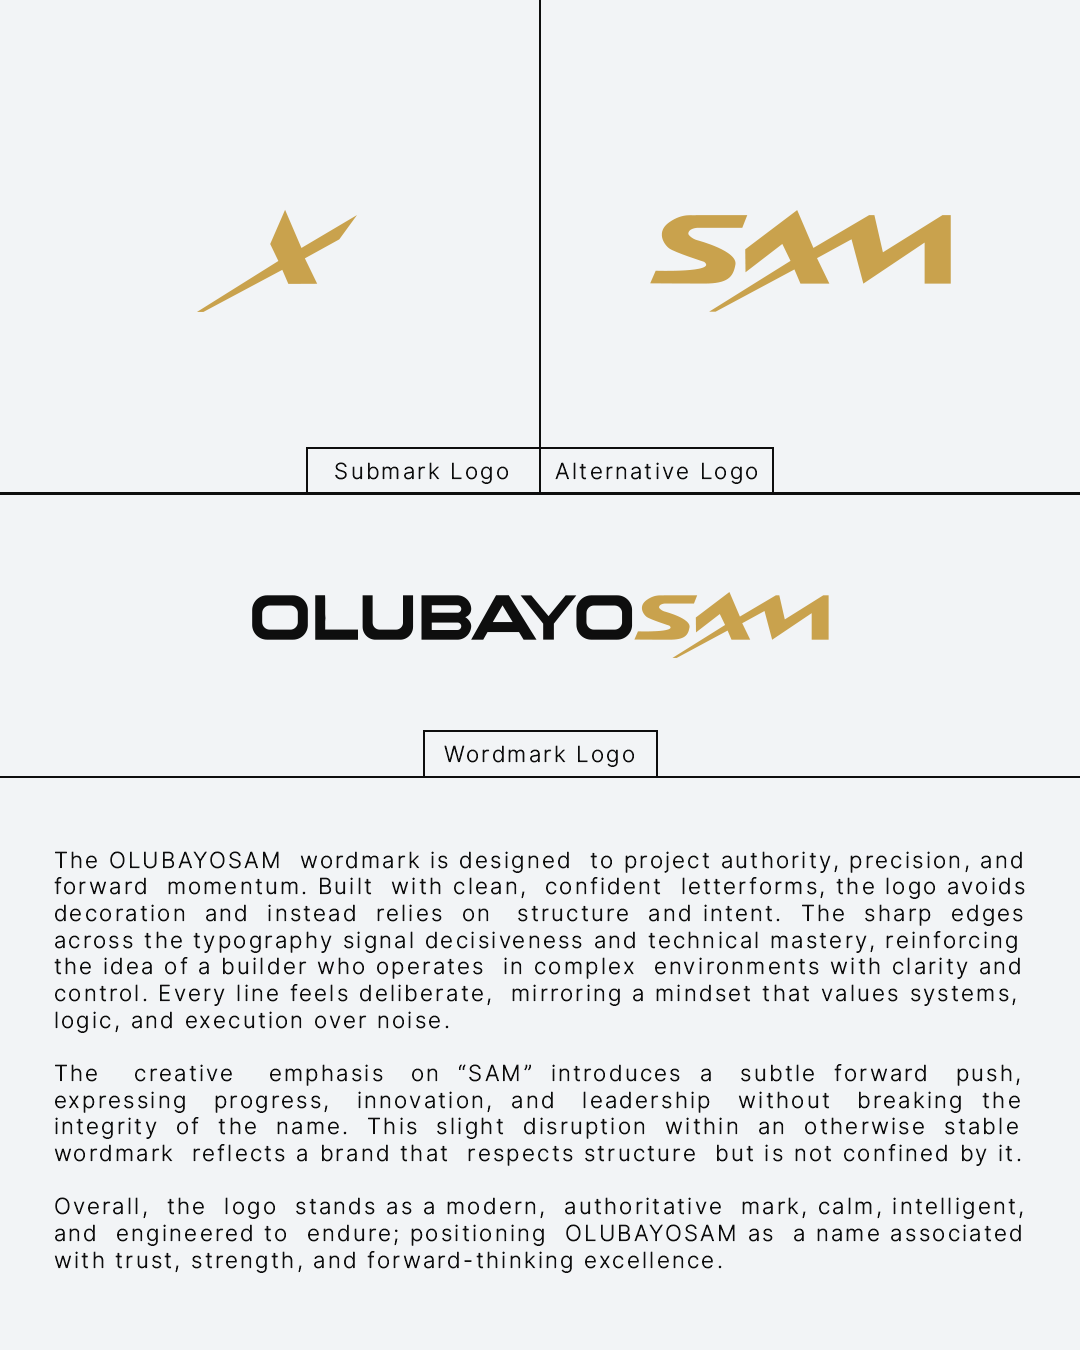 SAM
Submark Logo
Alternative Logo
OLUBAYOSAM
Wordmark Logo
The OLUBAYOSAM wordmark is designed to project authority, precision, and
forward momentum. Built with clean, confident letterforms, the logo avoids
decoration and instead relies on structure and intent. The sharp edges
across the typography signal decisiveness and technical mastery, reinforcing
the idea of a builder who operates in complex environments with clarity and
control. Every line feels deliberate, mirroring a mindset that values systems,
logic, and execution over noise.
The creative emphasis on “SAM” introduces a subtle forward push,
expressing progress, innovation, and leadership without breaking the
integrity of the name. This slight disruption within an otherwise stable
wordmark reflects a brand that respects structure but is not confined by it.
Overall, the logo stands as a modern, authoritative mark, calm, intelligent,
and engineered to endure; positioning OLUBAYOSAM as a name associated
with trust, strength, and forward-thinking excellence.